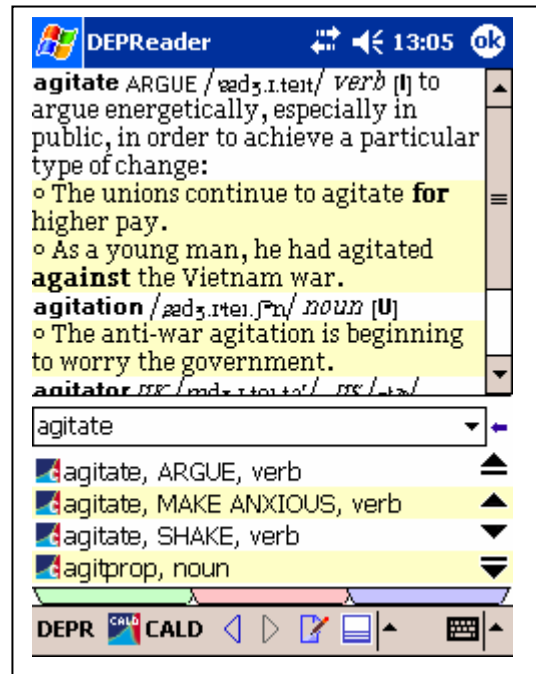 DEPReader 13:05 ok
agitate ARGUE /ˈædʒ.ɪ.teɪt/ verb [I] to
argue energetically, especially in
public, in order to achieve a particular
type of change:
° The unions continue to agitate for
higher pay.
° As a young man, he had agitated
against the Vietnam war.
agitation /ˌædʒ.ɪˈteɪ.ʃən/ noun [U]
° The anti-war agitation is beginning
to worry the government.
agitator
agitate
agitate, ARGUE, verb
agitate, MAKE ANXIOUS, verb
agitate, SHAKE, verb
agitprop, noun
DEPR CALD CALD